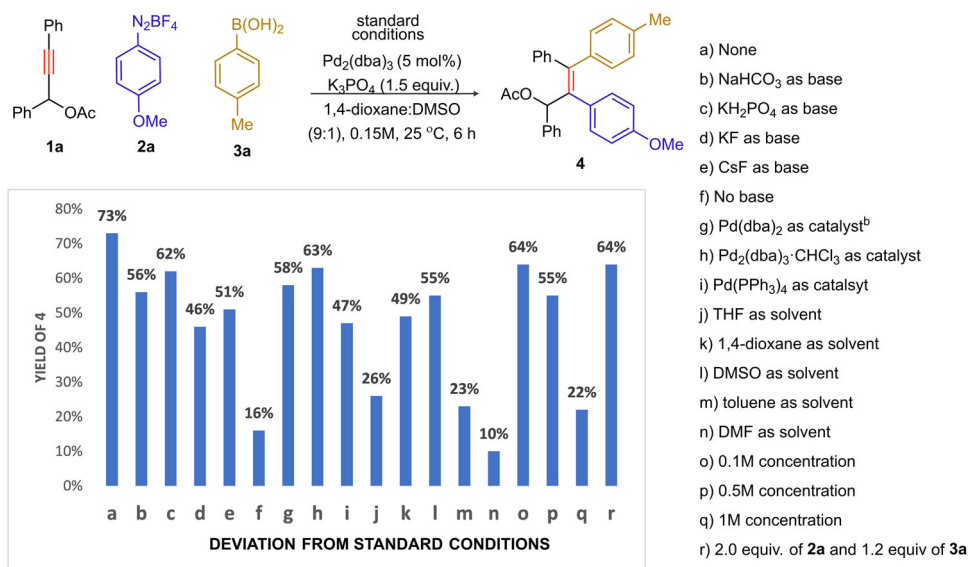 Ph
Ph
OAc
1a
N₂BF₄
OMe
2a
B(OH)₂
Me
3a
standard
conditions
Pd₂(dba)₃ (5 mol%)
K₃PO₄ (1.5 equiv.)
1,4-dioxane:DMSO
(9:1), 0.15M, 25 °C, 6 h
Me
Ph
AcO
Ph
OMe
4
a) None
b) NaHCO₃ as base
c) KH₂PO₄ as base
d) KF as base
e) CsF as base
f) No base
g) Pd(dba)₂ as catalystᵇ
h) Pd₂(dba)₃·CHCl₃ as catalyst
i) Pd(PPh₃)₄ as catalsyt
j) THF as solvent
k) 1,4-dioxane as solvent
l) DMSO as solvent
m) toluene as solvent
n) DMF as solvent
o) 0.1M concentration
p) 0.5M concentration
q) 1M concentration
r) 2.0 equiv. of 2a and 1.2 equiv of 3a
YIELD OF 4
80%
70%
60%
50%
40%
30%
20%
10%
0%
73% 56% 62% 46% 51% 16% 58% 63% 47% 26% 49% 55% 23% 10% 64% 55% 22% 64%
a b c d e f g h i j k l m n o p q r
DEVIATION FROM STANDARD CONDITIONS